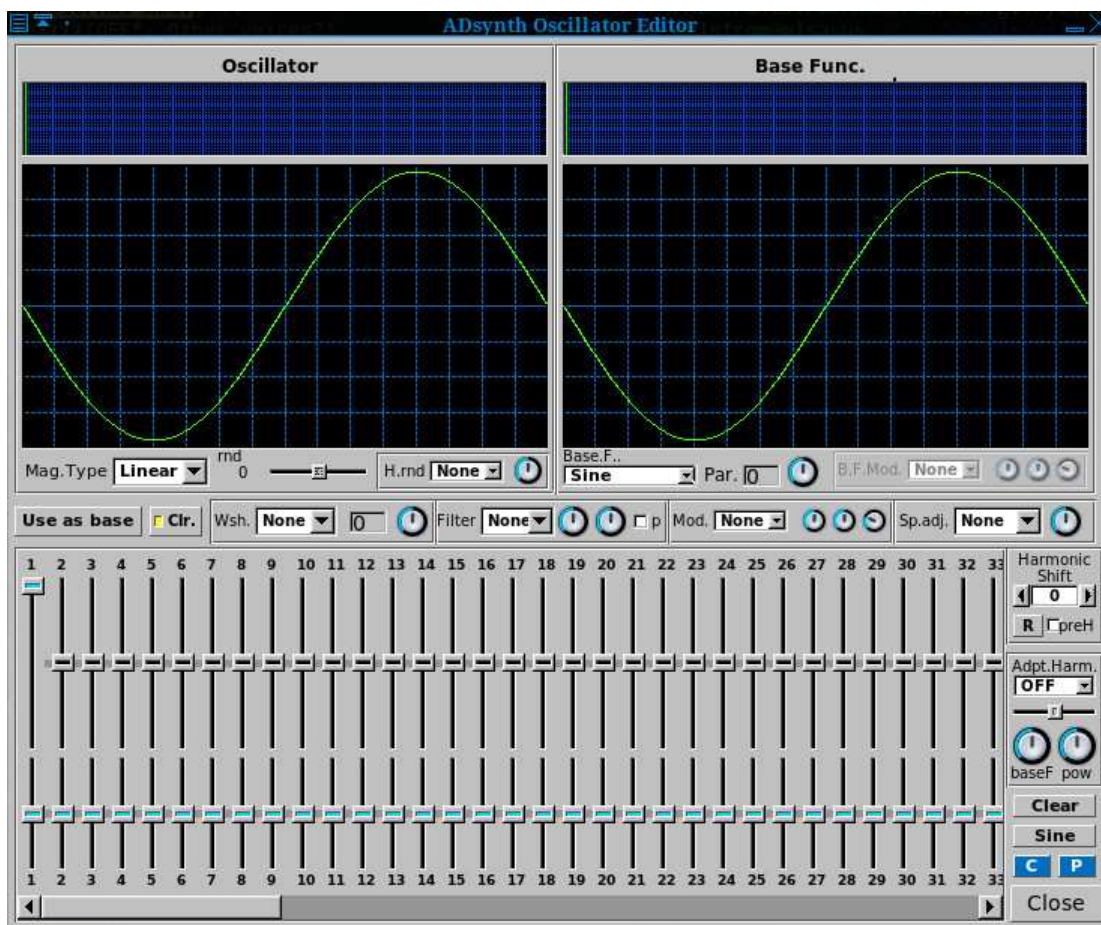 ADsynth Oscillator Editor
Oscillator
Base Func.
Mag.Type Linear rnd 0 H.rnd None
Base.F..
Sine Par. 0 B.F.Mod. None
Use as base Clr. Wsh. None 0 Filter None p Mod. None Sp.adj. None
1 2 3 4 5 6 7 8 9 10 11 12 13 14 15 16 17 18 19 20 21 22 23 24 25 26 27 28 29 30 31 32 33
Harmonic
Shift
0
R preH
Adpt.Harm.
OFF
baseF pow
Clear
Sine
C P
Close
1 2 3 4 5 6 7 8 9 10 11 12 13 14 15 16 17 18 19 20 21 22 23 24 25 26 27 28 29 30 31 32 33